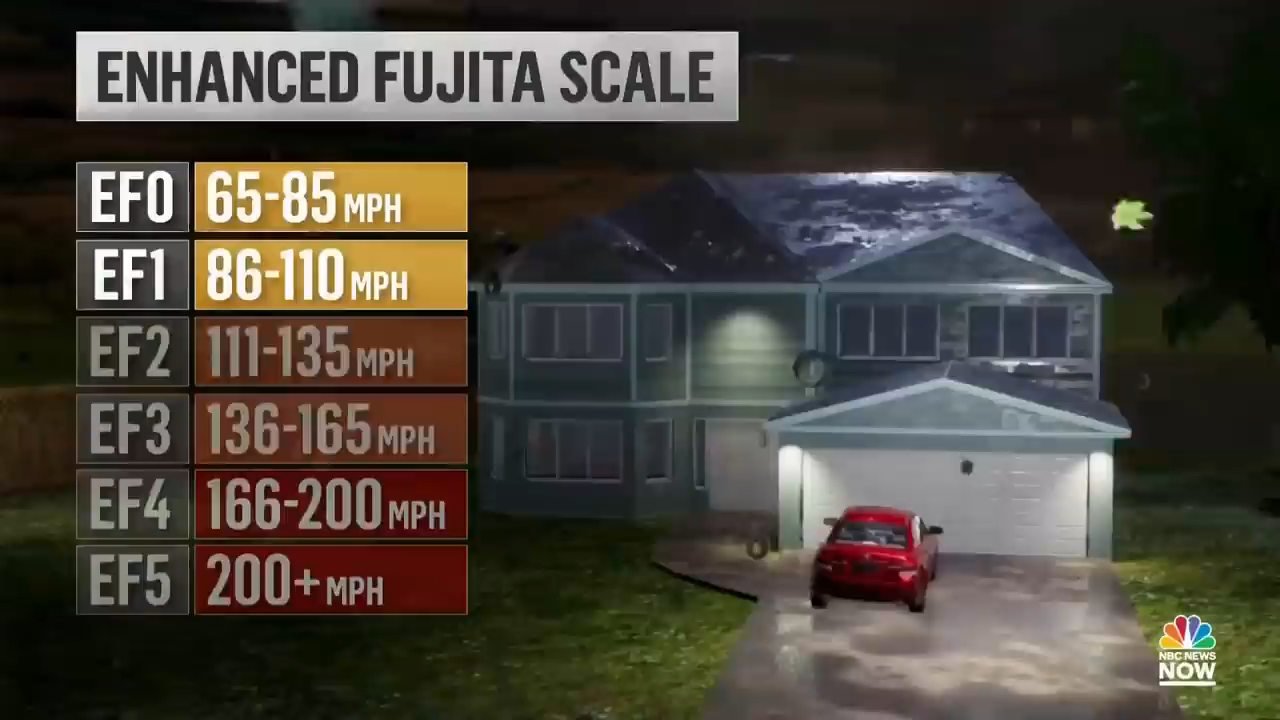 ENHANCED FUJITA SCALE
EF0 65-85 MPH
EF1 86-110 MPH
EF2 111-135 MPH
EF3 136-165 MPH
EF4 166-200 MPH
EF5 200+ MPH
NBC NEWS
NOW